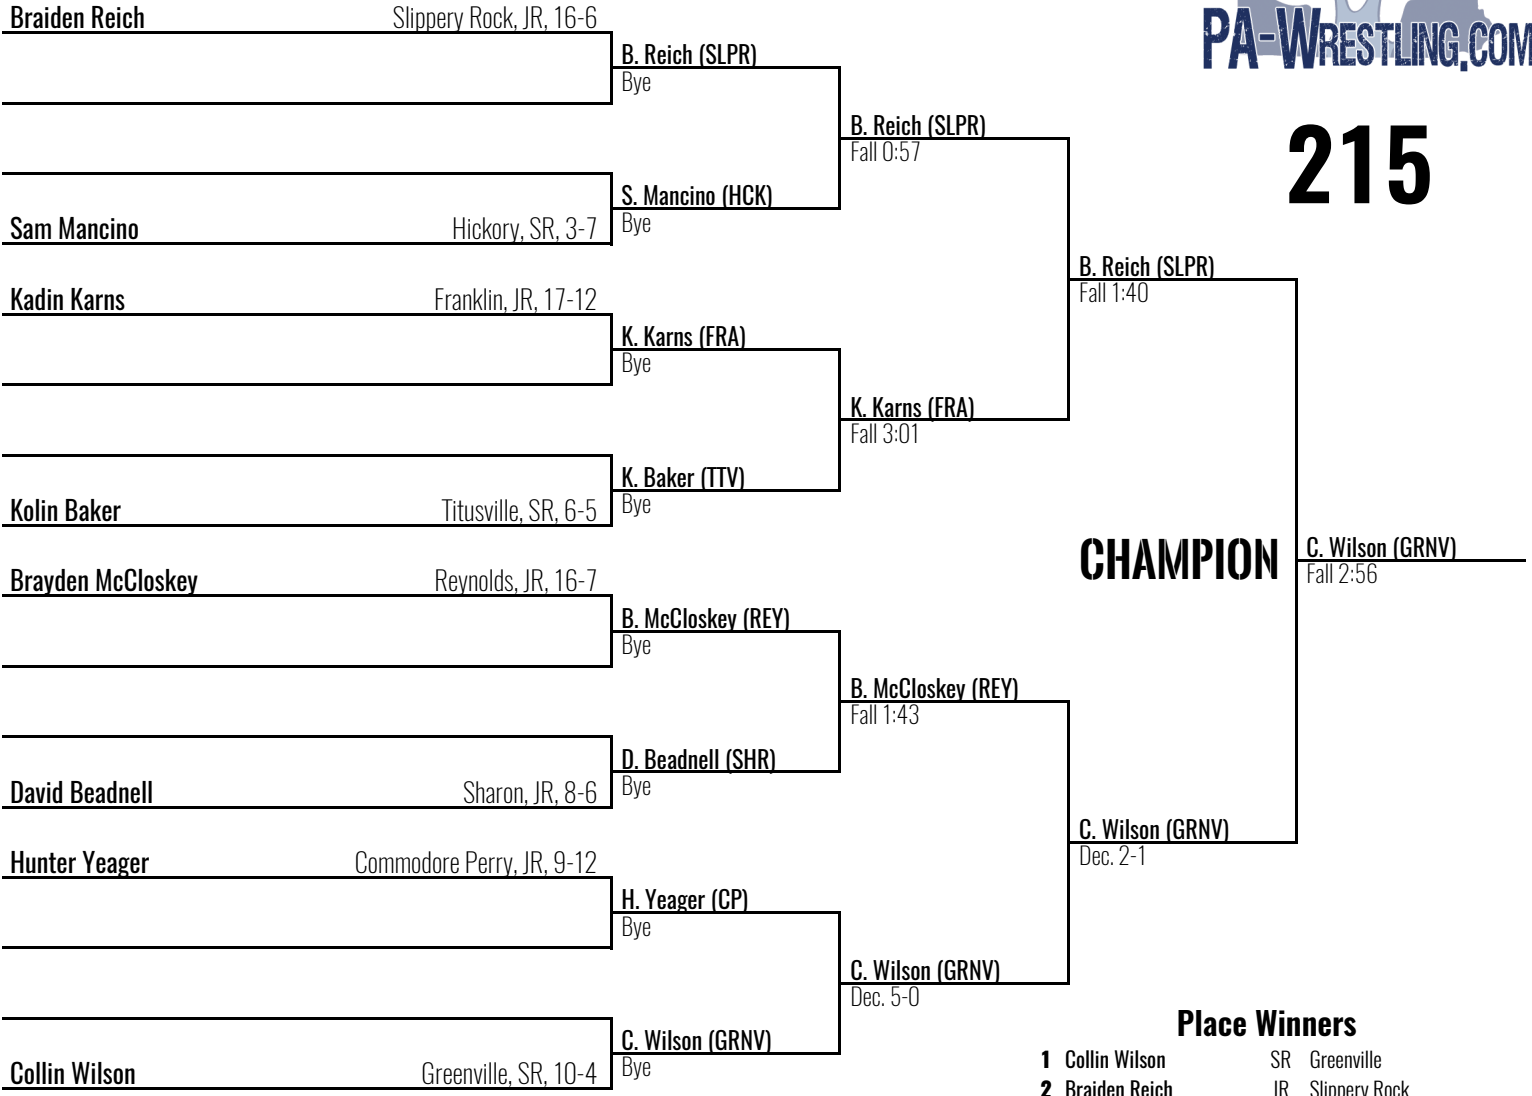 PA-WRESTLING.COM
215
Braiden Reich Slippery Rock, JR, 16-6
B. Reich (SLPR)
Bye
B. Reich (SLPR)
Fall 0:57
S. Mancino (HCK)
Bye
Sam Mancino Hickory, SR, 3-7
B. Reich (SLPR)
Fall 1:40
Kadin Karns Franklin, JR, 17-12
K. Karns (FRA)
Bye
K. Karns (FRA)
Fall 3:01
K. Baker (TTV)
Bye
Kolin Baker Titusville, SR, 6-5
CHAMPION
C. Wilson (GRNV)
Fall 2:56
Brayden McCloskey Reynolds, JR, 16-7
B. McCloskey (REY)
Bye
B. McCloskey (REY)
Fall 1:43
D. Beadnell (SHR)
Bye
David Beadnell Sharon, JR, 8-6
C. Wilson (GRNV)
Dec. 2-1
Hunter Yeager Commodore Perry, JR, 9-12
H. Yeager (CP)
Bye
C. Wilson (GRNV)
Dec. 5-0
C. Wilson (GRNV)
Bye
Collin Wilson Greenville, SR, 10-4
Place Winners
1 Collin Wilson SR Greenville
2 Braiden Reich JR Slippery Rock